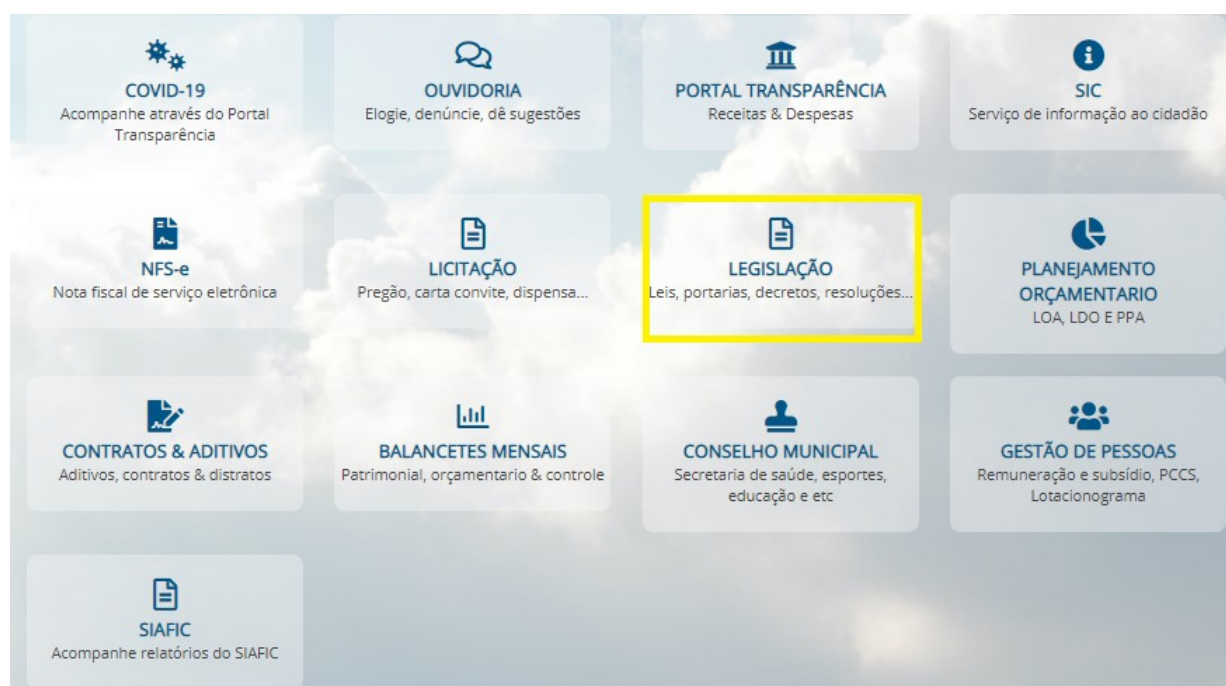 COVID-19
Acompanhe através do Portal
Transparência
OUVIDORIA
Elogie, denúncie, dê sugestões
PORTAL TRANSPARÊNCIA
Receitas & Despesas
SIC
Serviço de informação ao cidadão
NFS-e
Nota fiscal de serviço eletrônica
LICITAÇÃO
Pregão, carta convite, dispensa...
LEGISLAÇÃO
Leis, portarias, decretos, resoluções...
PLANEJAMENTO
ORÇAMENTARIO
LOA, LDO E PPA
CONTRATOS & ADITIVOS
Aditivos, contratos & distratos
BALANCETES MENSAIS
Patrimonial, orçamentario & controle
CONSELHO MUNICIPAL
Secretaria de saúde, esportes,
educação e etc
GESTÃO DE PESSOAS
Remuneração e subsídio, PCCS,
Lotacionograma
SIAFIC
Acompanhe relatórios do SIAFIC